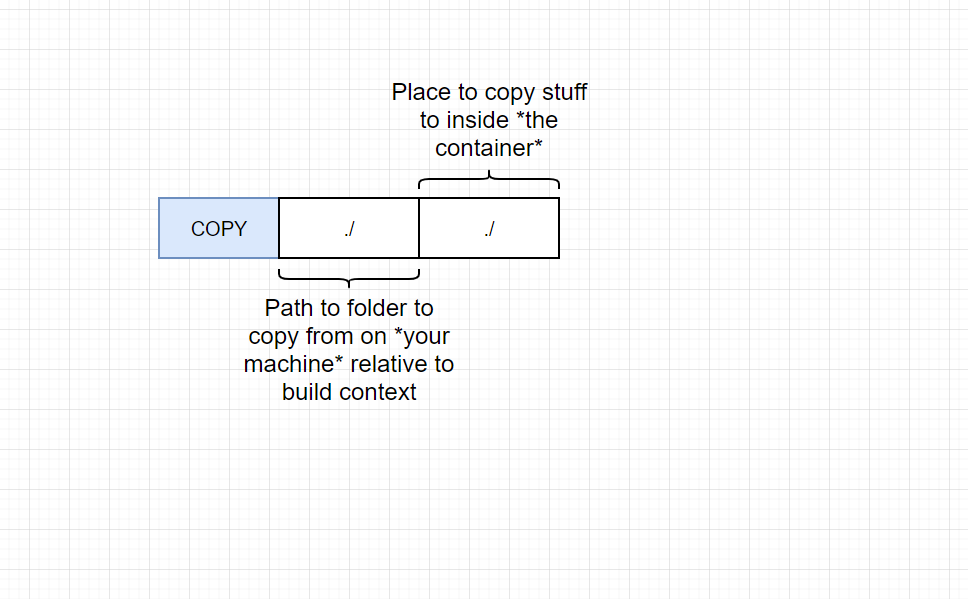 Place to copy stuff
to inside *the
container*
COPY
./
./
Path to folder to
copy from on *your
machine* relative to
build context